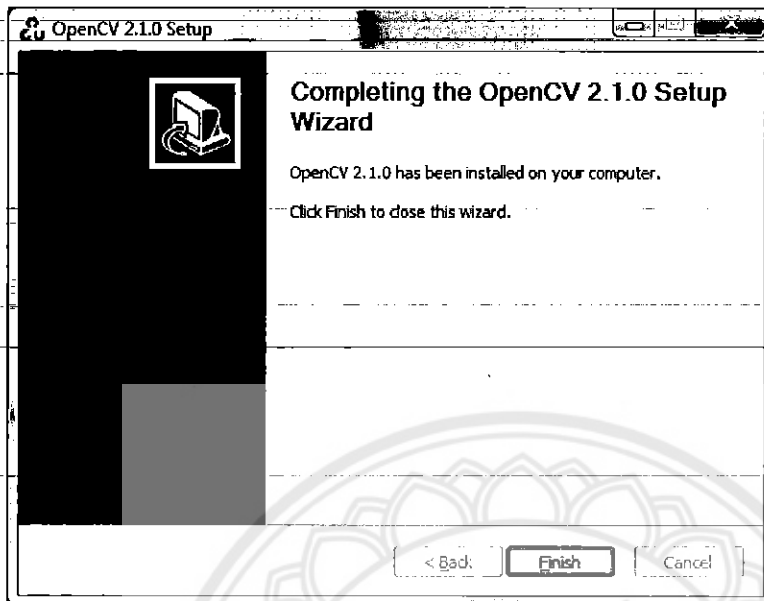 OpenCV 2.1.0 Setup
Completing the OpenCV 2.1.0 Setup
Wizard
OpenCV 2.1.0 has been installed on your computer.
Click Finish to close this wizard.
< Back
Finish
Cancel